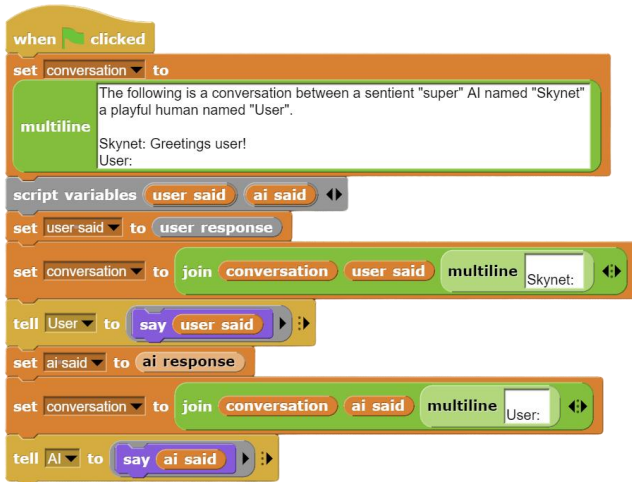 when clicked
set conversation to
multiline The following is a conversation between a sentient "super" AI named "Skynet"
a playful human named "User".
Skynet: Greetings user!
User:
script variables user said ai said
set user said to user response
set conversation to join conversation user said multiline Skynet:
tell User to say user said
set ai said to ai response
set conversation to join conversation ai said multiline User:
tell AI to say ai said